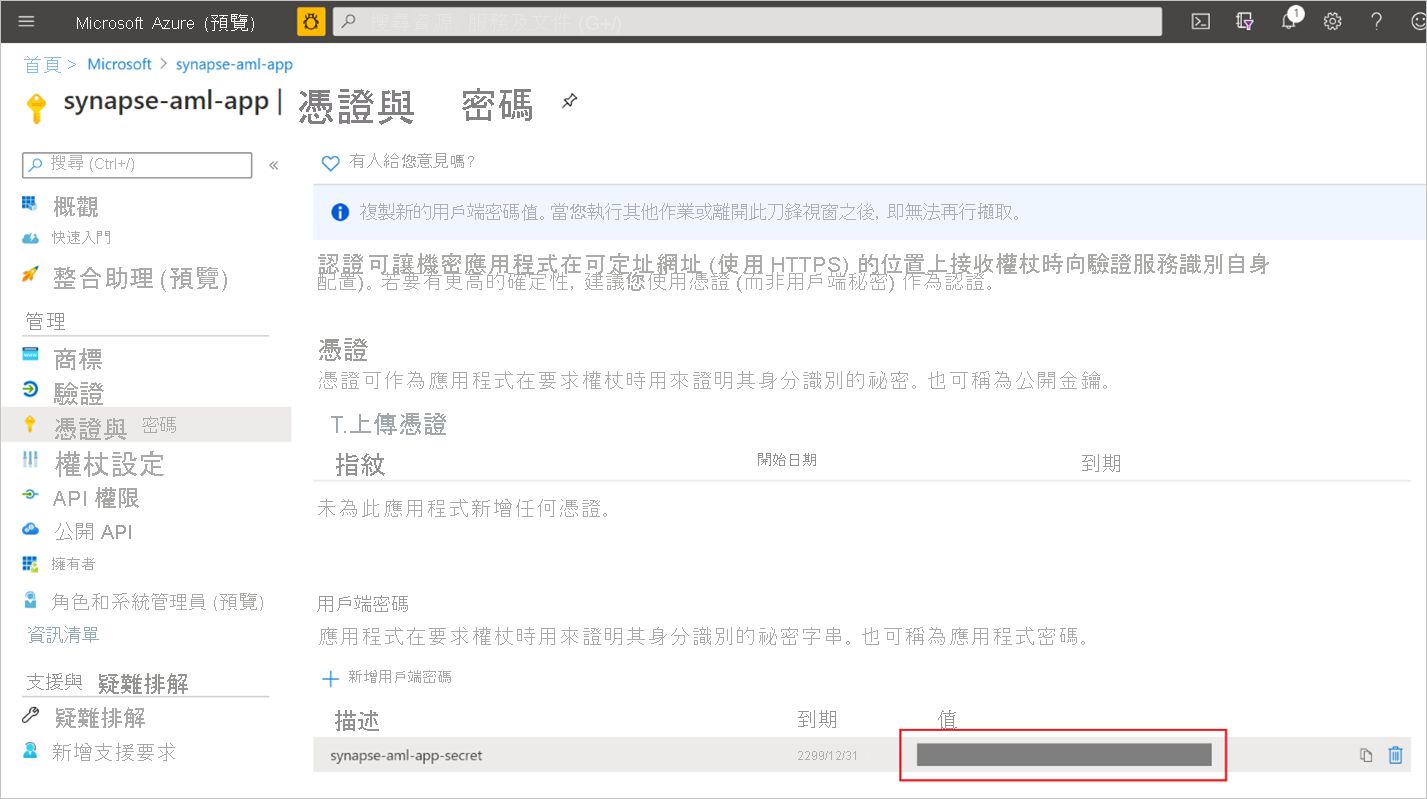 Microsoft Azure (預覽)
搜尋資源, 服務及文件 (G+/)
1
首頁 > Microsoft > synapse-aml-app
synapse-aml-app | 憑證與 密碼
搜尋 (Ctrl+/)
«
概觀
快速入門
整合助理 (預覽)
管理
商標
驗證
憑證與 密碼
權杖設定
API 權限
公開 API
擁有者
角色和系統管理員 (預覽)
資訊清單
支援與 疑難排解
疑難排解
新增支援要求
有人給您意見嗎?
複製新的用戶端密碼值。當您執行其他作業或離開此刀鋒視窗之後, 即無法再行擷取。
認證可讓機密應用程式在可定址網址 (使用 HTTPS) 的位置上接收權杖時向驗證服務識別自身
配置)。若要有更高的確定性, 建議您使用憑證 (而非用戶端秘密) 作為認證。
憑證
憑證可作為應用程式在要求權杖時用來證明其身分識別的祕密。也可稱為公開金鑰。
T.上傳憑證
指紋 開始日期 到期
未為此應用程式新增任何憑證。
用戶端密碼
應用程式在要求權杖時用來證明其身分識別的祕密字串。也可稱為應用程式密碼。
新增用戶端密碼
描述 到期 值
synapse-aml-app-secret 2299/12/31